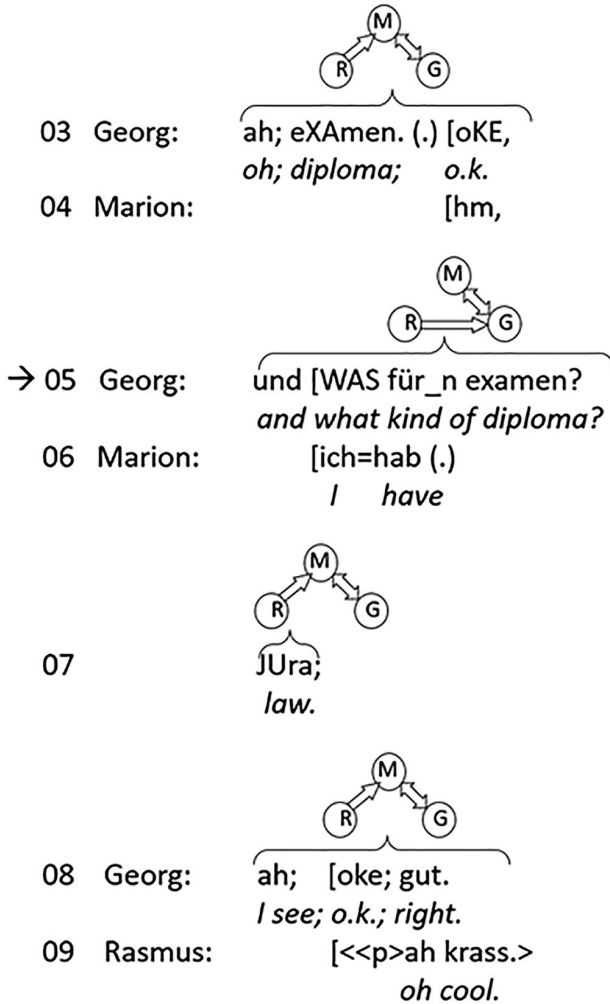 M
R G
03 Georg: ah; eXAmen. (.) [oKE,
oh; diploma; o.k.
04 Marion: [hm,
M
R G
→ 05 Georg: und [WAS für_n examen?
and what kind of diploma?
06 Marion: [ich=hab (.)
I have
M
R G
07 JUra;
law.
M
R G
08 Georg: ah; [oke; gut.
I see; o.k.; right.
09 Rasmus: [<<p>ah krass.>
oh cool.